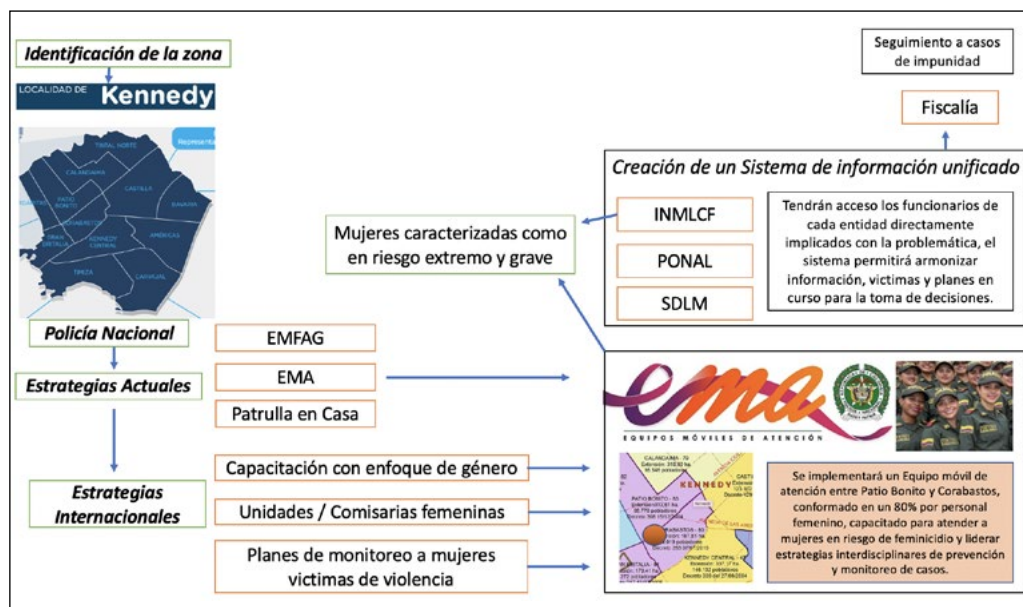 Identificación de la zona
LOCALIDAD DE Kennedy
TINTAL NORTE
CALANDAIMA
CASTILLA
PATIO
BONITO
BAVARIA
CORABASTOS
GRAN
BRITALIA
KENNEDY
CENTRAL
AMÉRICAS
TIMIZA
CARVAJAL
Policía Nacional
Estrategias Actuales
Estrategias
Internacionales
EMFAG
EMA
Patrulla en Casa
Capacitación con enfoque de género
Unidades / Comisarias femeninas
Planes de monitoreo a mujeres
victimas de violencia
Mujeres caracterizadas como
en riesgo extremo y grave
Seguimiento a casos
de impunidad
Fiscalía
Creación de un Sistema de información unificado
INMLCF
PONAL
SDLM
Tendrán acceso los funcionarios de
cada entidad directamente
implicados con la problemática, el
sistema permitirá armonizar
información, victimas y planes en
curso para la toma de decisiones.
ema
EQUIPOS MÓVILES DE ATENCIÓN
KENNEDY
Se implementará un Equipo móvil de
atención entre Patio Bonito y Corabastos,
conformado en un 80% por personal
femenino, capacitado para atender a
mujeres en riesgo de feminicidio y liderar
estrategias interdisciplinares de prevención
y monitoreo de casos.